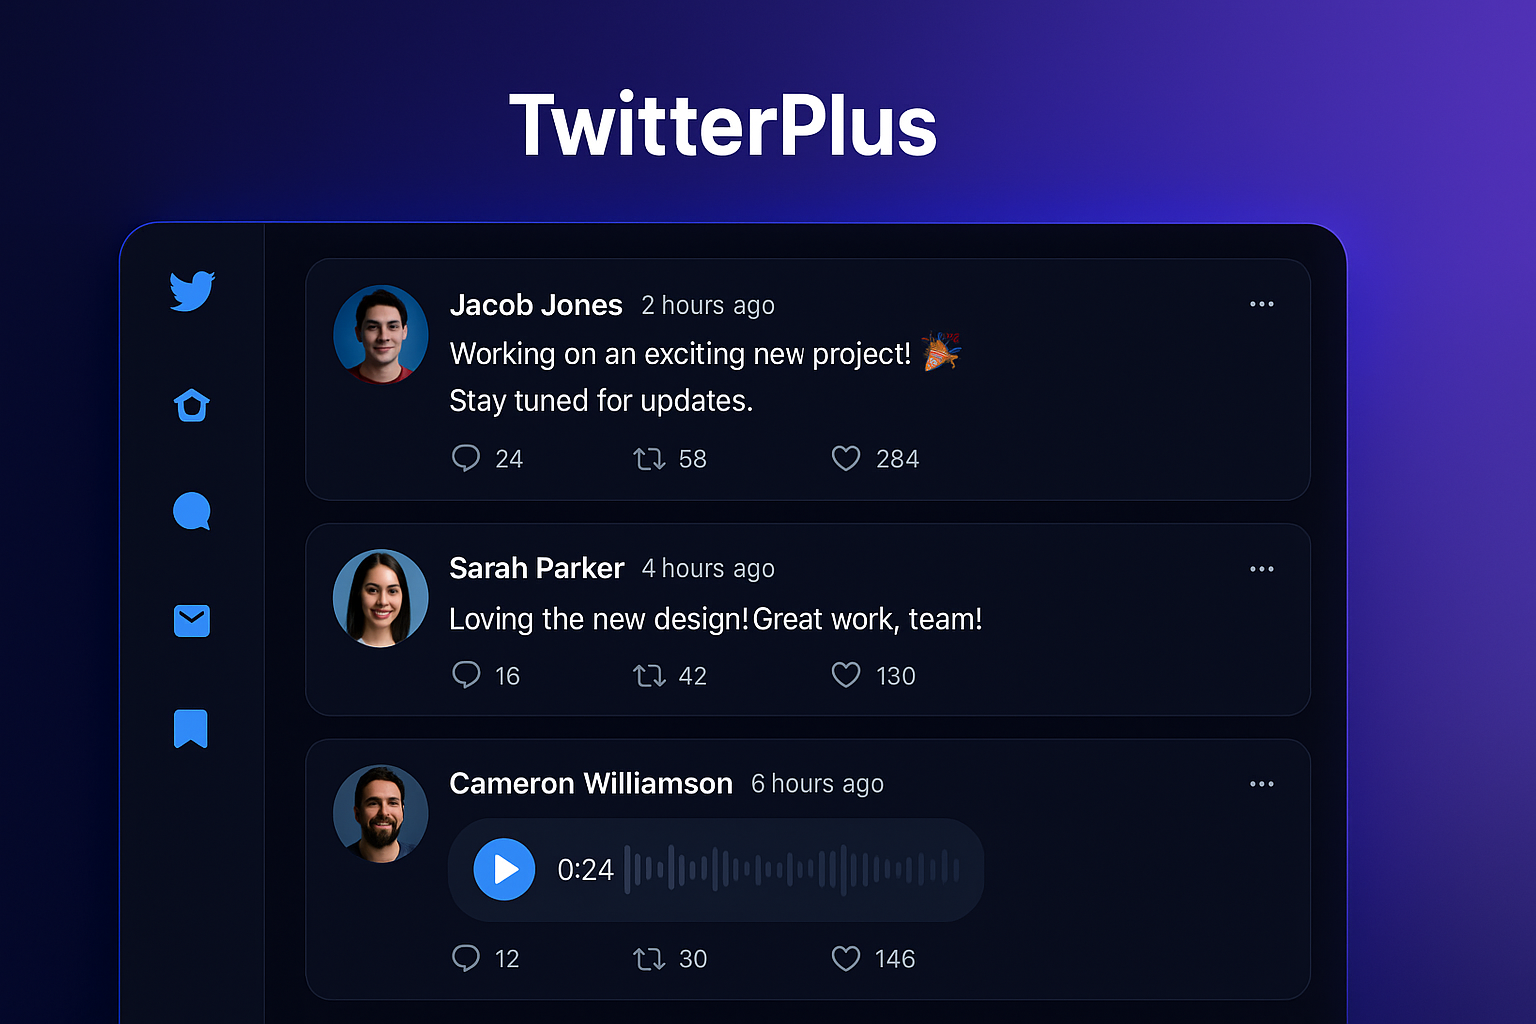 TwitterPlus
Jacob Jones 2 hours ago
Working on an exciting new project! 🎉
Stay tuned for updates.
24 58 284
Sarah Parker 4 hours ago
Loving the new design!Great work, team!
16 42 130
Cameron Williamson 6 hours ago
0:24
12 30 146